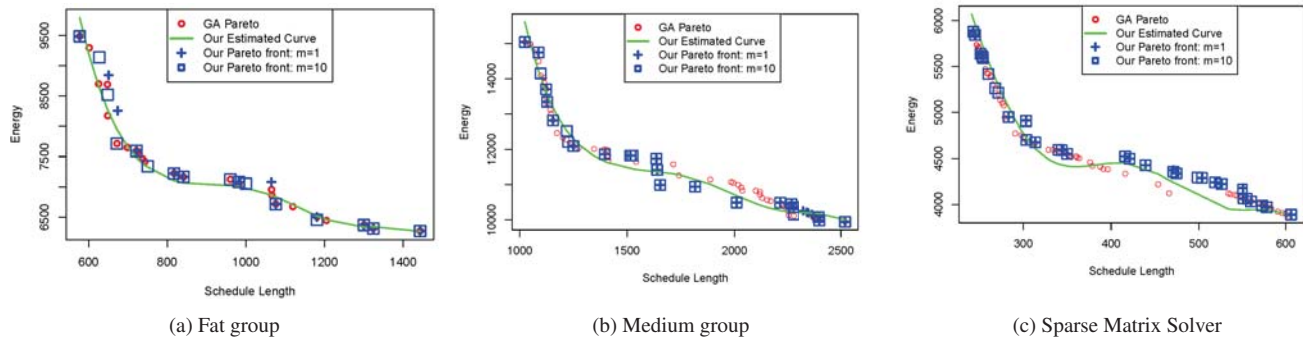 GA Pareto
Our Estimated Curve
Our Pareto front: m=1
Our Pareto front: m=10
Energy
9500
8500
7500
6500
600 800 1000 1200 1400
Schedule Length
(a) Fat group
GA Pareto
Our Estimated Curve
Our Pareto front: m=1
Our Pareto front: m=10
Energy
14000
12000
10000
1000 1500 2000 2500
Schedule Length
(b) Medium group
GA Pareto
Our Estimated Curve
Our Pareto front: m=1
Our Pareto front: m=10
Energy
6000
5500
5000
4500
4000
300 400 500 600
Schedule Length
(c) Sparse Matrix Solver